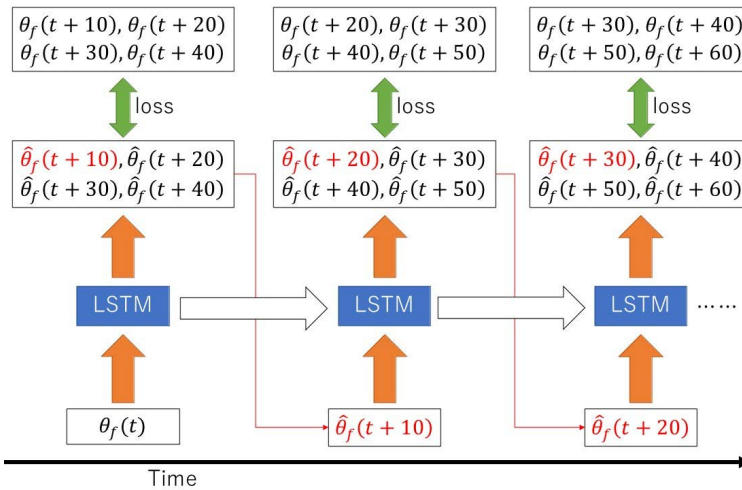 θ_f(t + 10), θ_f(t + 20)
θ_f(t + 30), θ_f(t + 40)
θ_f(t + 20), θ_f(t + 30)
θ_f(t + 40), θ_f(t + 50)
θ_f(t + 30), θ_f(t + 40)
θ_f(t + 50), θ_f(t + 60)
loss
loss
loss
θ̂_f(t + 10), θ̂_f(t + 20)
θ̂_f(t + 30), θ̂_f(t + 40)
θ̂_f(t + 20), θ̂_f(t + 30)
θ̂_f(t + 40), θ̂_f(t + 50)
θ̂_f(t + 30), θ̂_f(t + 40)
θ̂_f(t + 50), θ̂_f(t + 60)
LSTM
LSTM
LSTM
……
θ_f(t)
θ̂_f(t + 10)
θ̂_f(t + 20)
Time